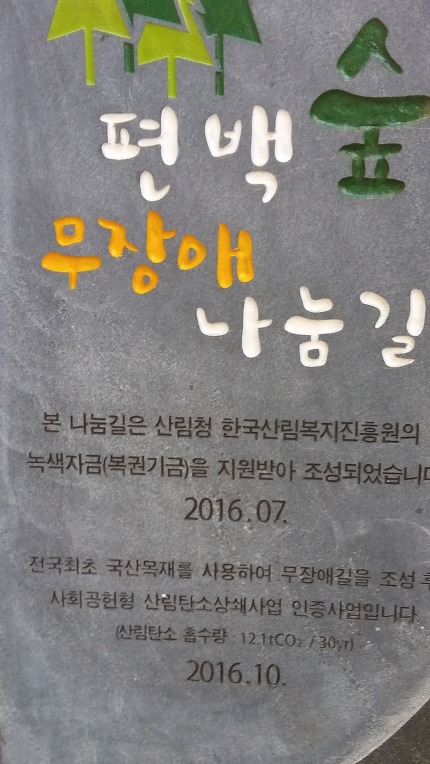 편백 숲
무장애
나눔길
본 나눔길은 산림청 한국산림복지진흥원의
녹색자금(복권기금)을 지원받아 조성되었습니다
2016.07.
전국최초 국산목재를 사용하여 무장애길을 조성 후
사회공헌형 산림탄소상쇄사업 인증사업입니다
(산림탄소 흡수량 : 12.1tCO₂ / 30yr)
2016.10.